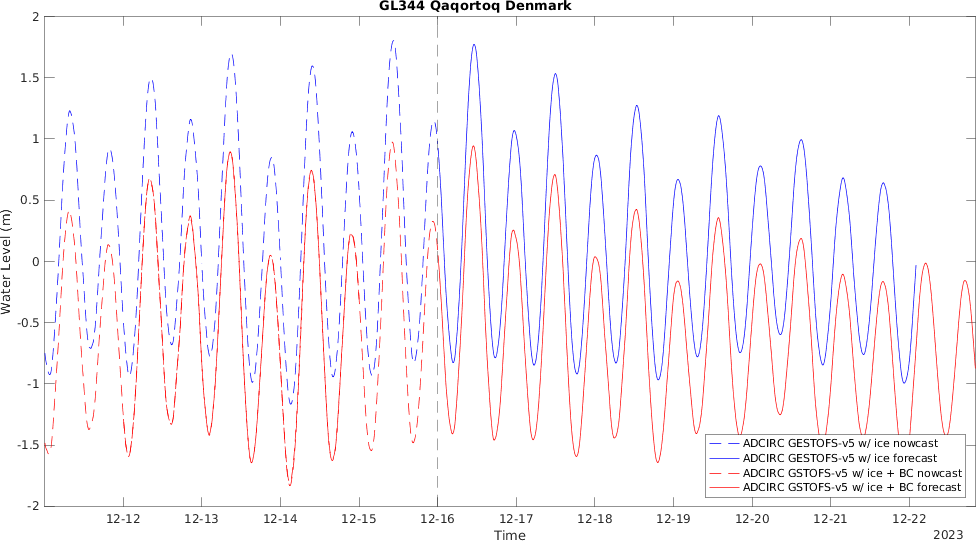 GL344 Qaqortoq Denmark
2
1.5
1
0.5
0
-0.5
-1
-1.5
-2
Water Level (m)
ADCIRC GESTOFS-v5 w/ ice nowcast
ADCIRC GESTOFS-v5 w/ ice forecast
ADCIRC GSTOFS-v5 w/ ice + BC nowcast
ADCIRC GSTOFS-v5 w/ ice + BC forecast
12-12 12-13 12-14 12-15 12-16 12-17 12-18 12-19 12-20 12-21 12-22
Time
2023